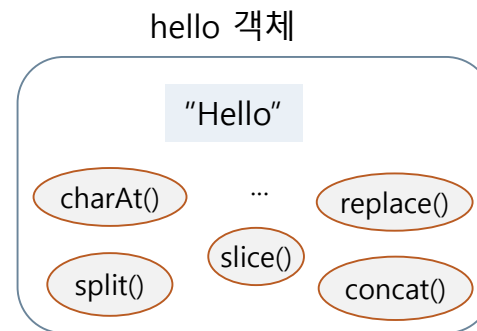 hello 객체
"Hello"
charAt()
...
replace()
slice()
split()
concat()